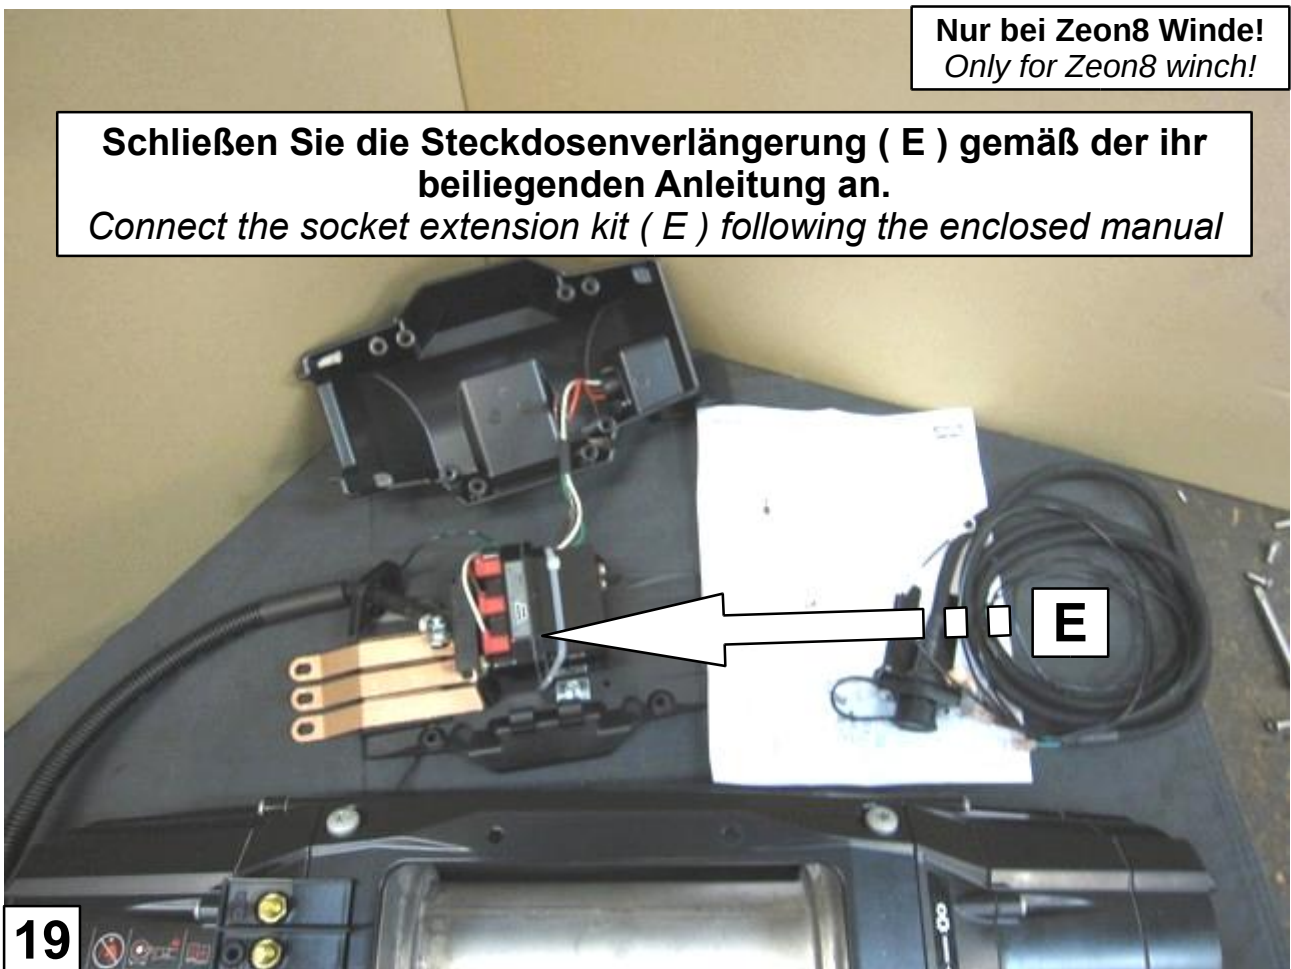 Nur bei Zeon8 Winde!
Only for Zeon8 winch!
Schließen Sie die Steckdosenverlängerung ( E ) gemäß der ihr
beiliegenden Anleitung an.
Connect the socket extension kit ( E ) following the enclosed manual
E
19